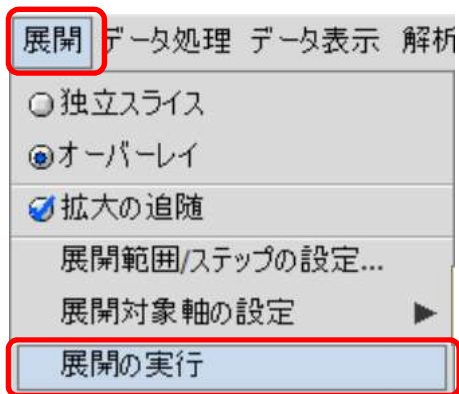 展開 データ処理 データ表示 解析
独立スライス
オーバーレイ
拡大の追随
展開範囲/ステップの設定...
展開対象軸の設定
展開の実行